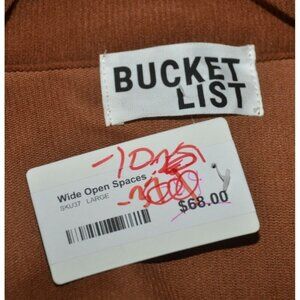 BUCKET
LIST
Wide Open Spaces
SKU37 LARGE
$68.00